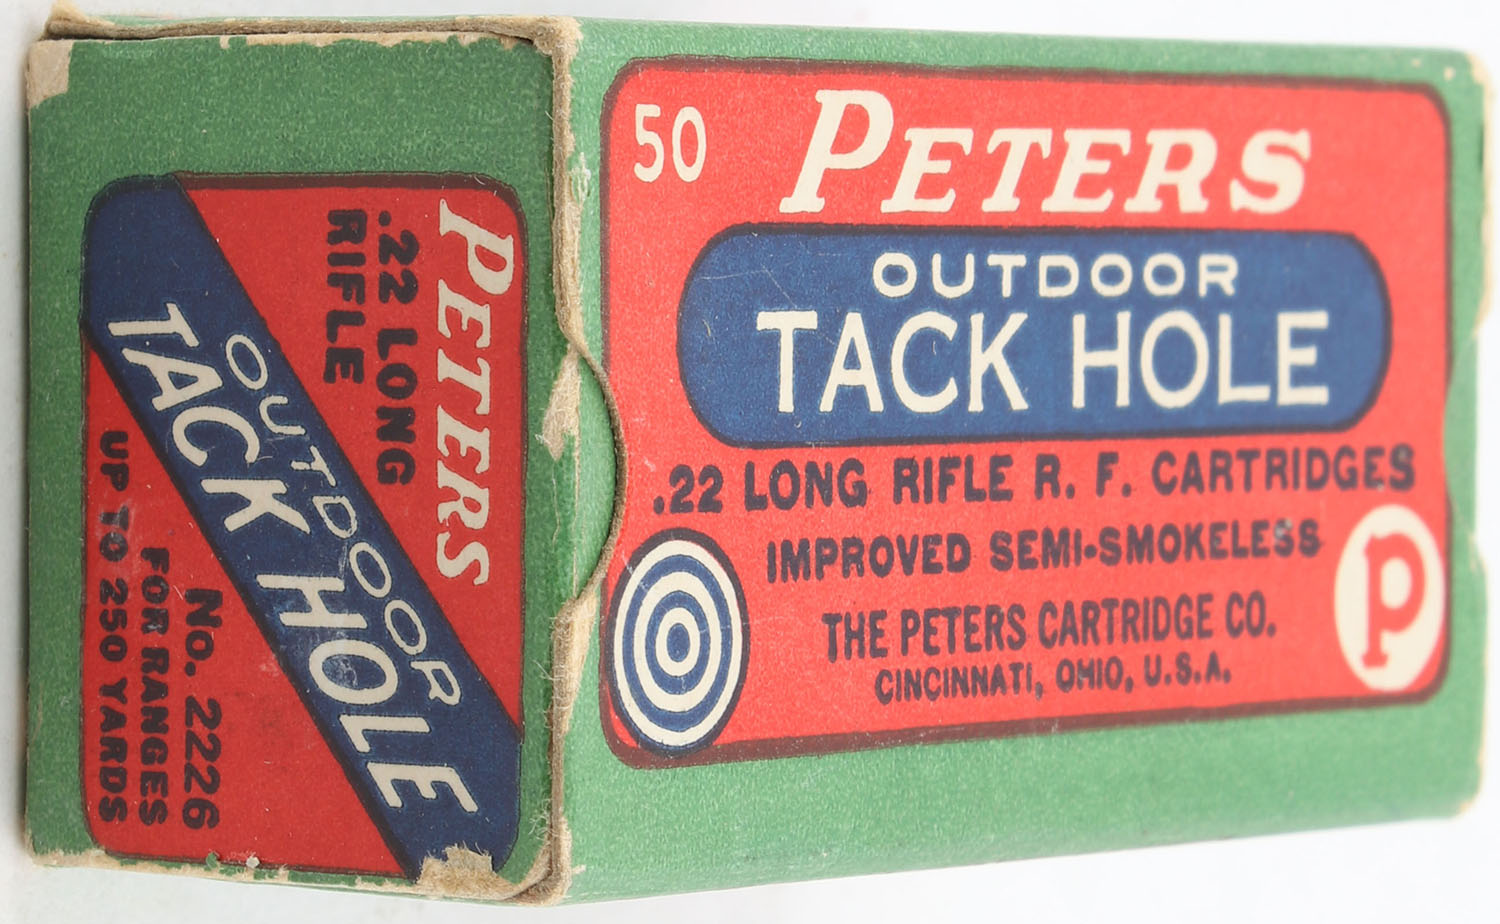 50
PETERS
OUTDOOR
TACK HOLE
.22 LONG RIFLE R. F. CARTRIDGES
IMPROVED SEMI-SMOKELESS
THE PETERS CARTRIDGE CO.
CINCINNATI, OHIO, U.S.A.
P
PETERS
.22 LONG
RIFLE
OUTDOOR
TACK HOLE
No. 2226
FOR RANGES
UP TO 250 YARDS